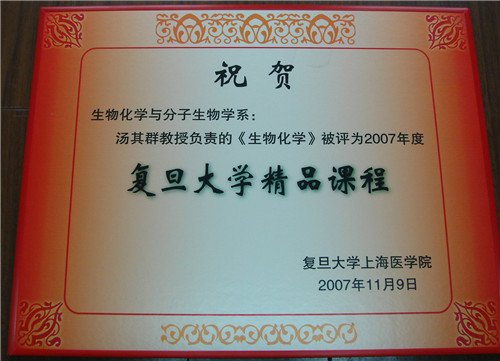 祝贺
生物化学与分子生物学系：
汤其群教授负责的《生物化学》被评为2007年度
复旦大学精品课程
复旦大学上海医学院
2007年11月9日